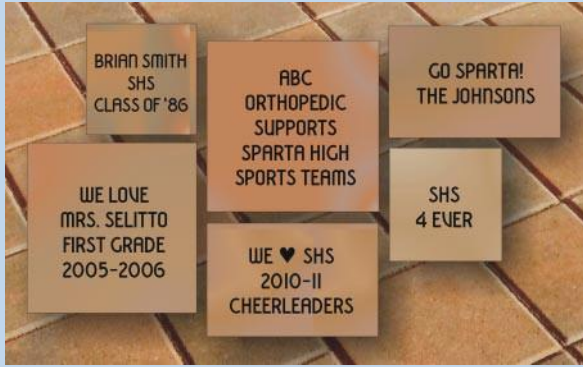 BRIAN SMITH
SHS
CLASS OF '86
ABC
ORTHOPEDIC
SUPPORTS
SPARTA HIGH
SPORTS TEAMS
GO SPARTA!
THE JOHNSONS
WE LOVE
MRS. SELITTO
FIRST GRADE
2005-2006
WE ♥ SHS
2010-11
CHEERLEADERS
SHS
4 EVER